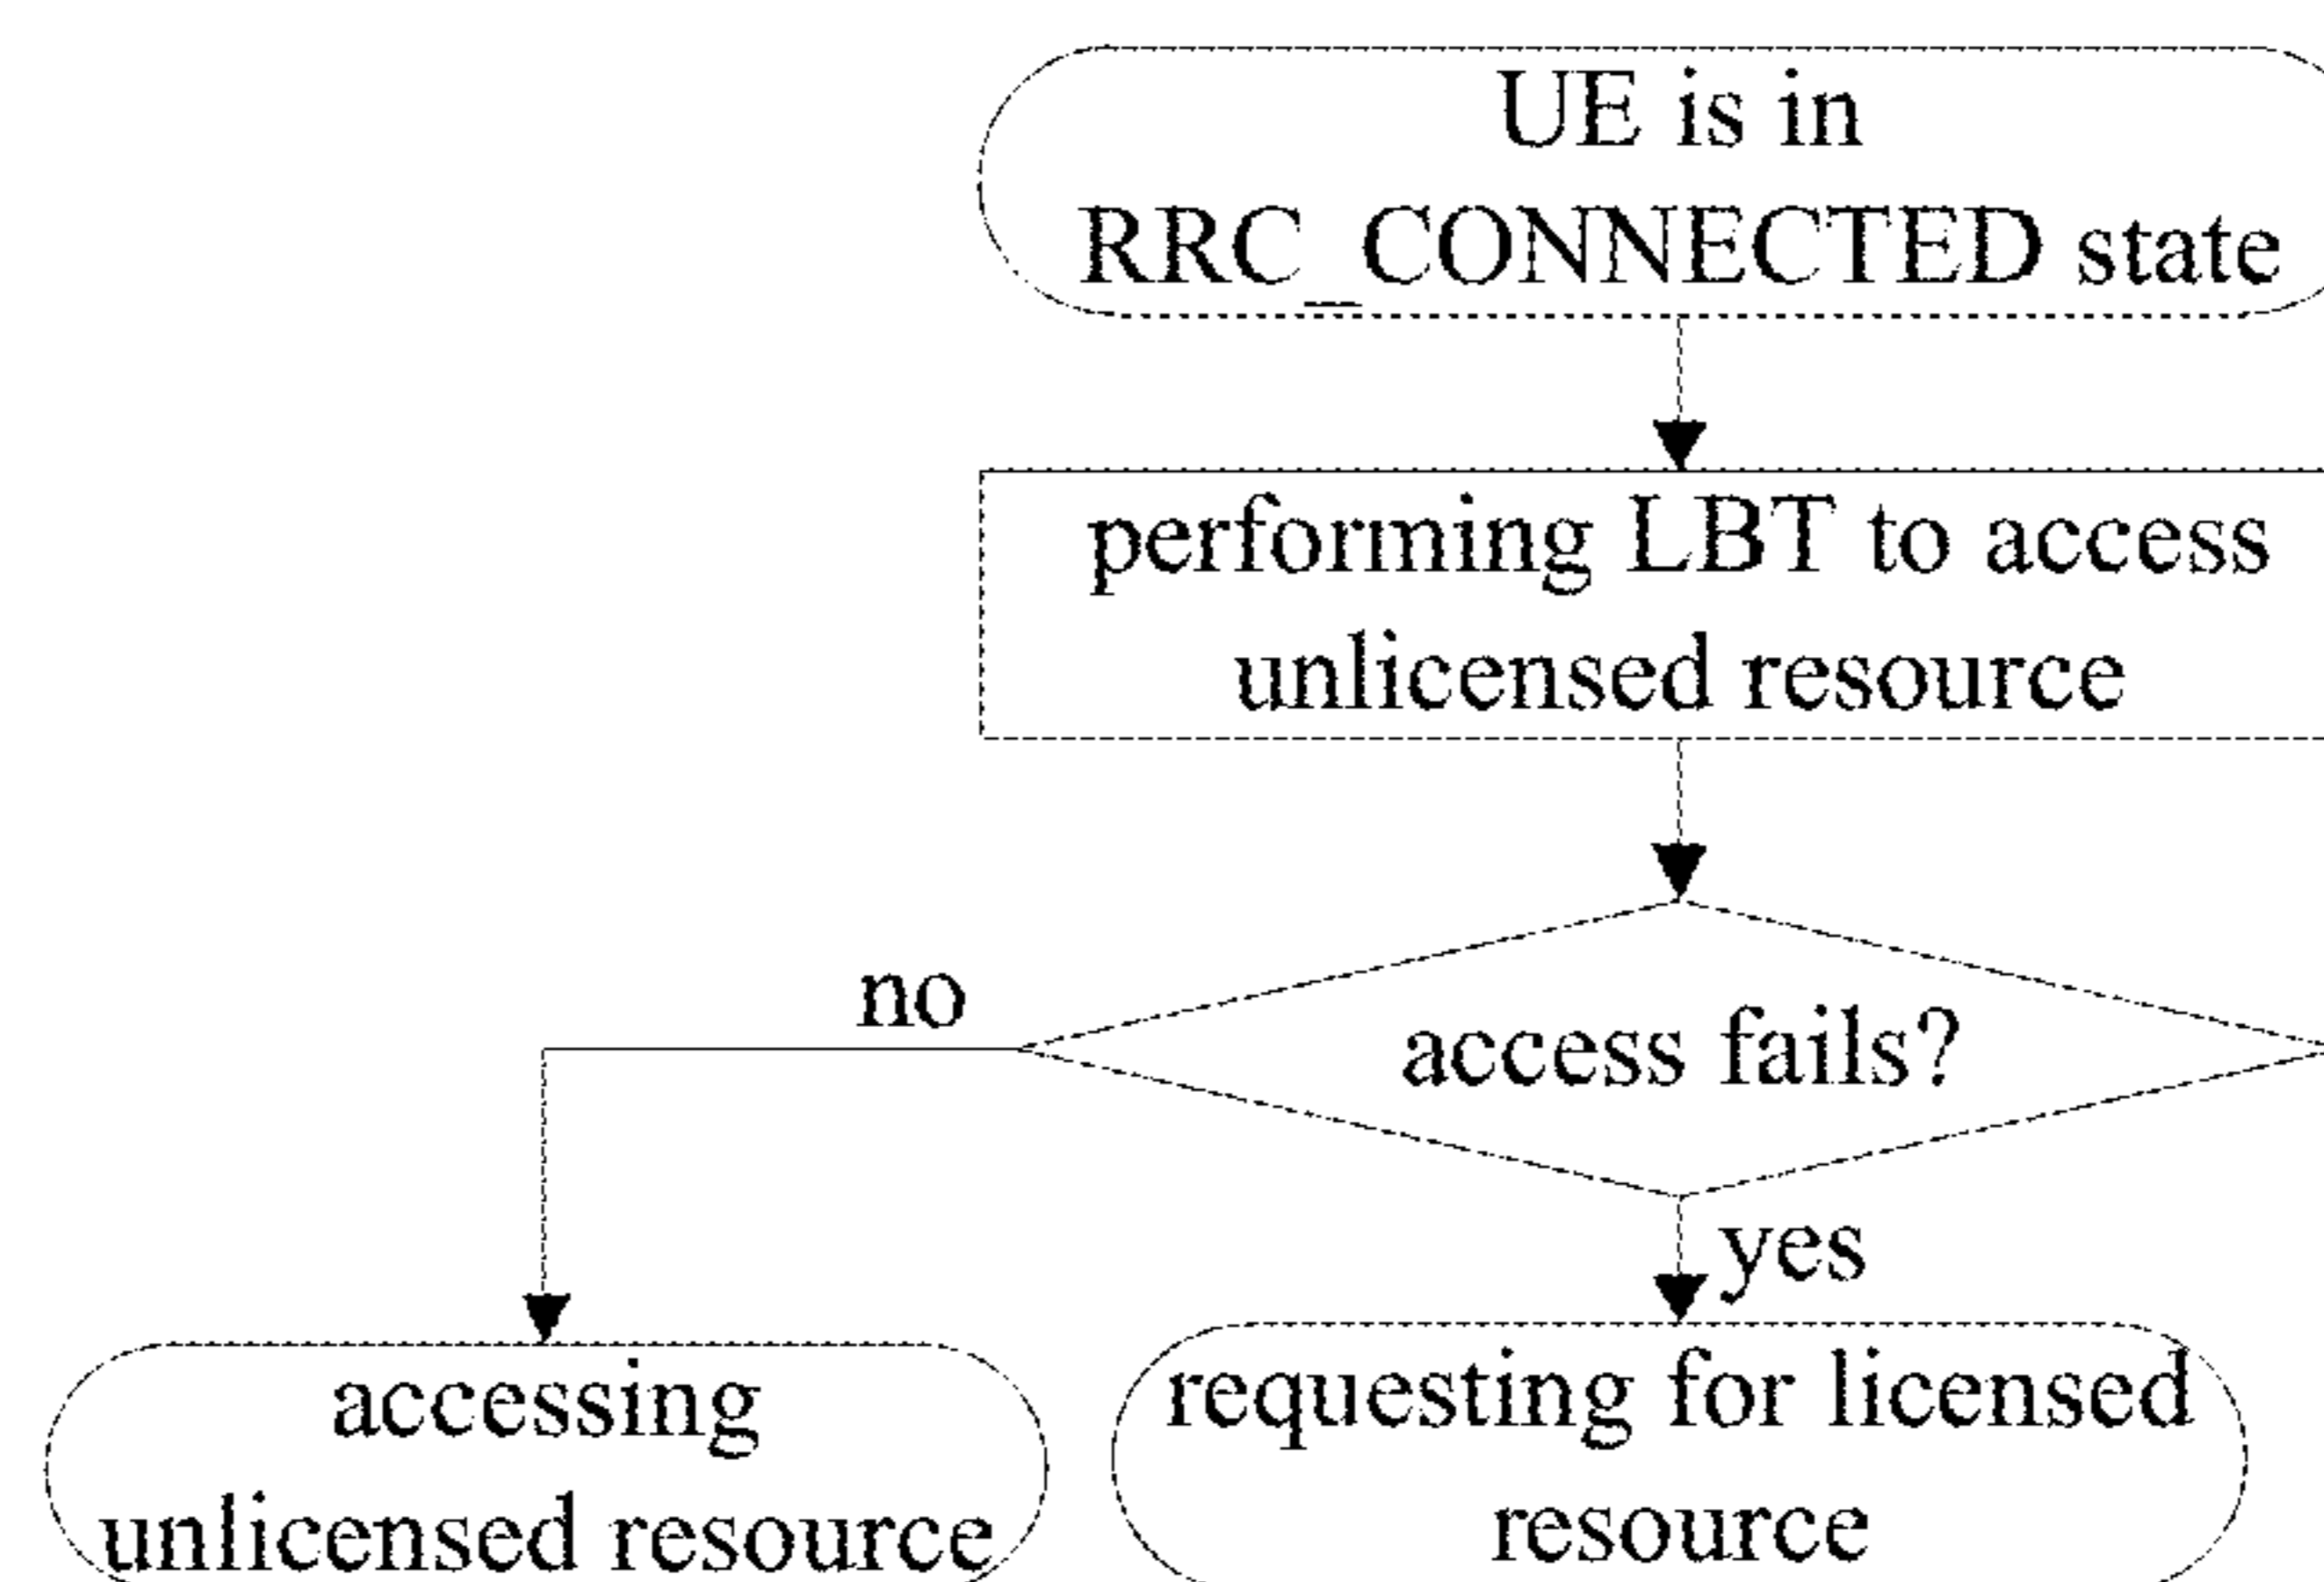 UE is in
RRC_CONNECTED state
performing LBT to access
unlicensed resource
no
access fails?
yes
accessing
unlicensed resource
requesting for licensed
resource